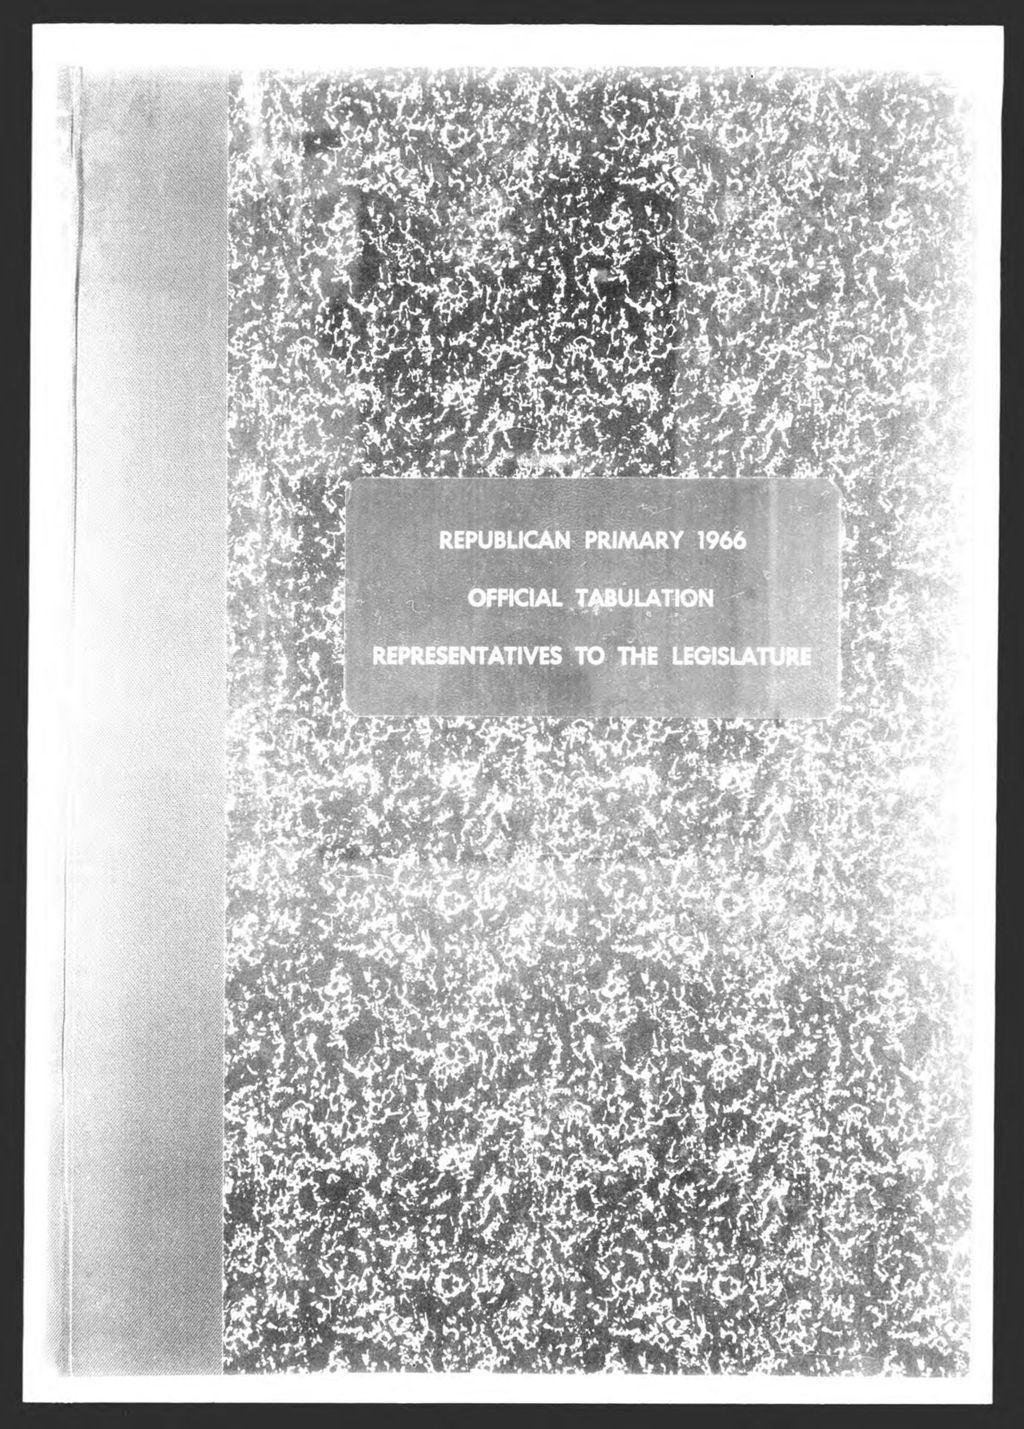 REPUBLICAN PRIMARY 1966
OFFICIAL TABULATION
REPRESENTATIVES TO THE LEGISLATURE